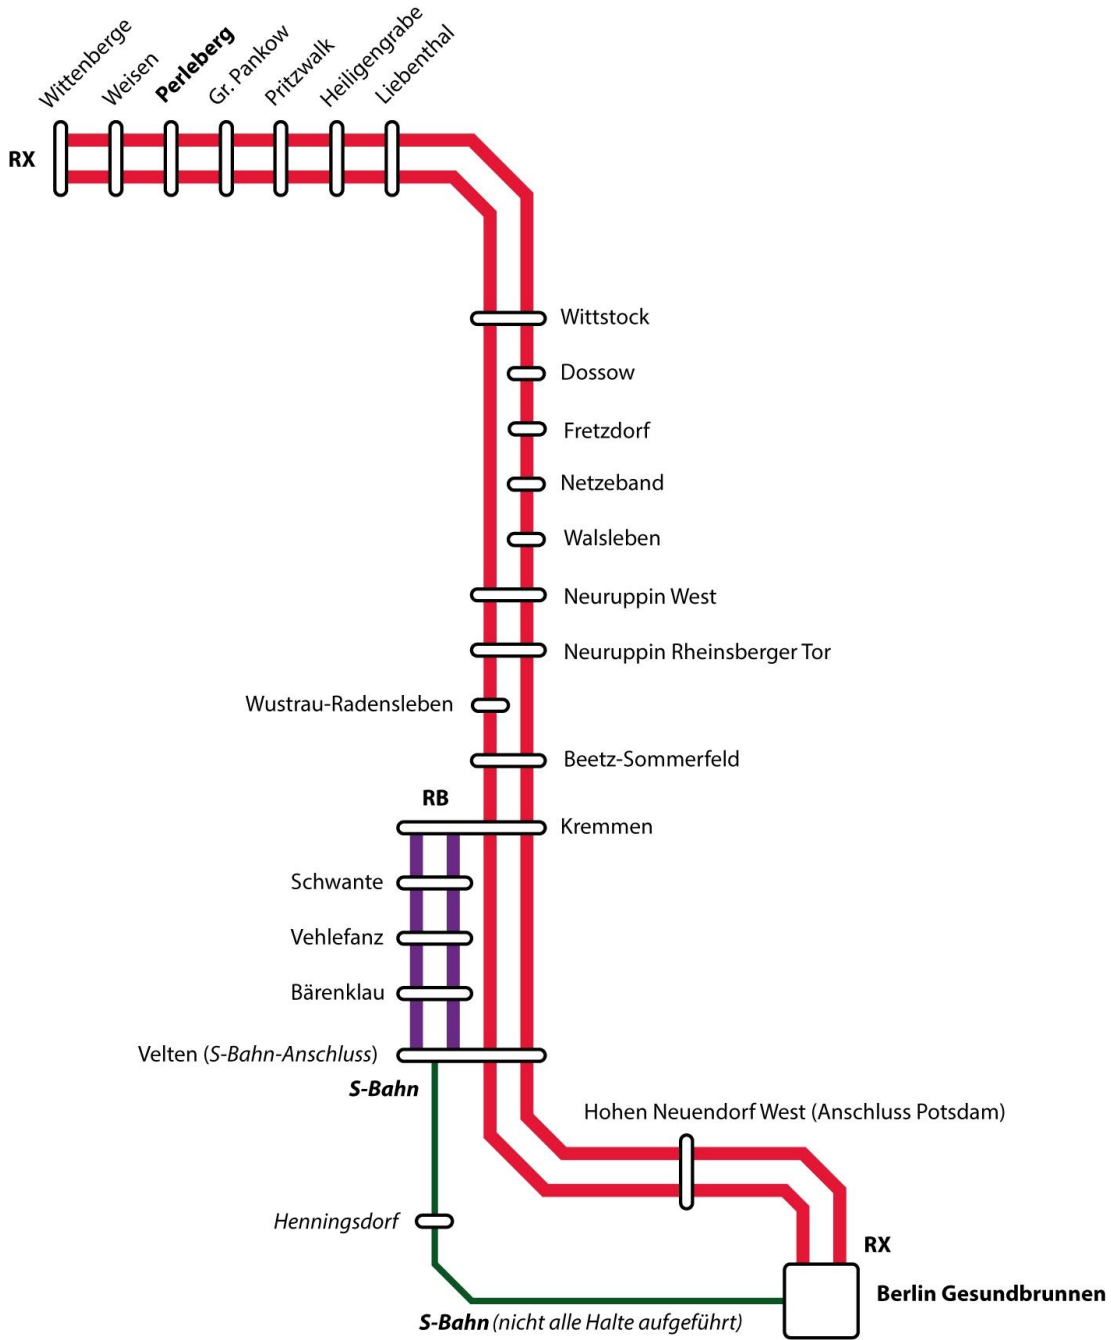 Wittenberge
Weisen
Perleberg
Gr. Pankow
Pritzwalk
Heiligengrabe
Liebenthal
RX
Wittstock
Dossow
Fretzdorf
Netzeband
Walsleben
Neuruppin West
Neuruppin Rheinsberger Tor
Wustrau-Radensleben
Beetz-Sommerfeld
RB
Kremmen
Schwante
Vehlefanz
Bärenklau
Velten (S-Bahn-Anschluss)
S-Bahn
Hohen Neuendorf West (Anschluss Potsdam)
Henningsdorf
RX
Berlin Gesundbrunnen
S-Bahn (nicht alle Halte aufgeführt)